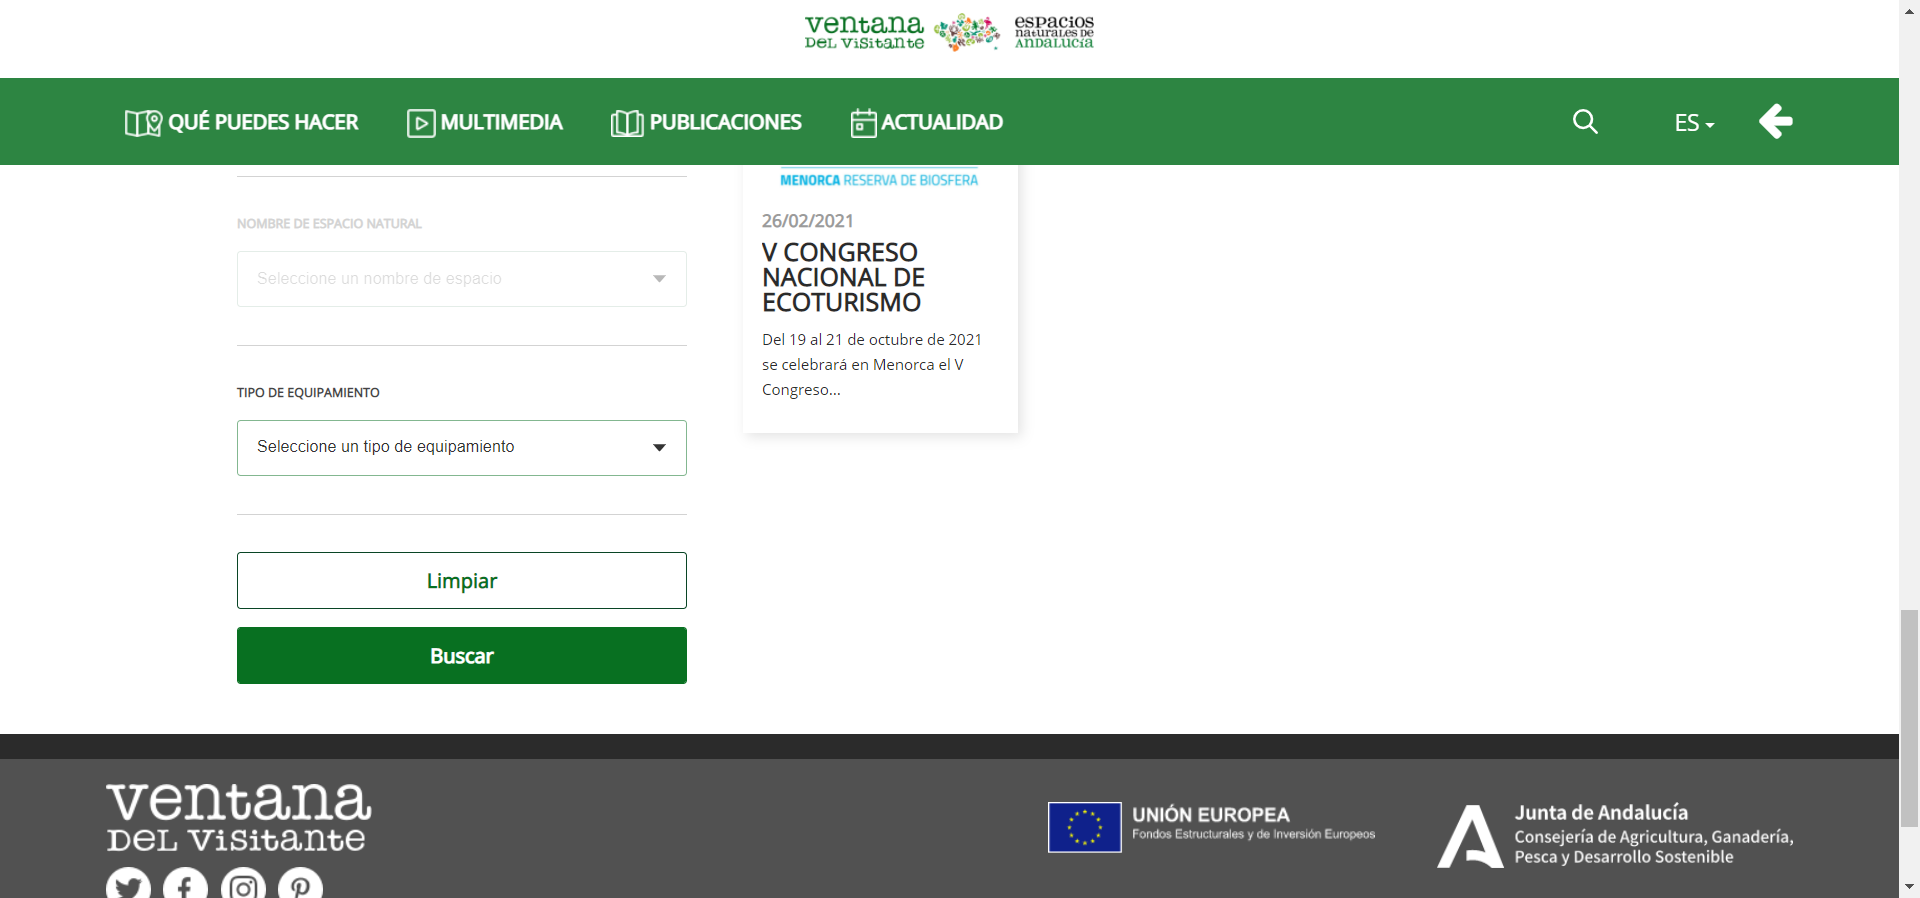 ventana
DEL VISITANTE
ESPACIOS
NATURALES DE
ANDALUCÍA
QUÉ PUEDES HACER
MULTIMEDIA
PUBLICACIONES
ACTUALIDAD
ES
MENORCA RESERVA DE BIOSFERA
NOMBRE DE ESPACIO NATURAL
Seleccione un nombre de espacio
26/02/2021
V CONGRESO
NACIONAL DE
ECOTURISMO
Del 19 al 21 de octubre de 2021
se celebrará en Menorca el V
Congreso...
TIPO DE EQUIPAMIENTO
Seleccione un tipo de equipamiento
Limpiar
Buscar
ventana
DEL VISITANTE
UNIÓN EUROPEA
Fondos Estructurales y de Inversión Europeos
Junta de Andalucía
Consejería de Agricultura, Ganadería,
Pesca y Desarrollo Sostenible